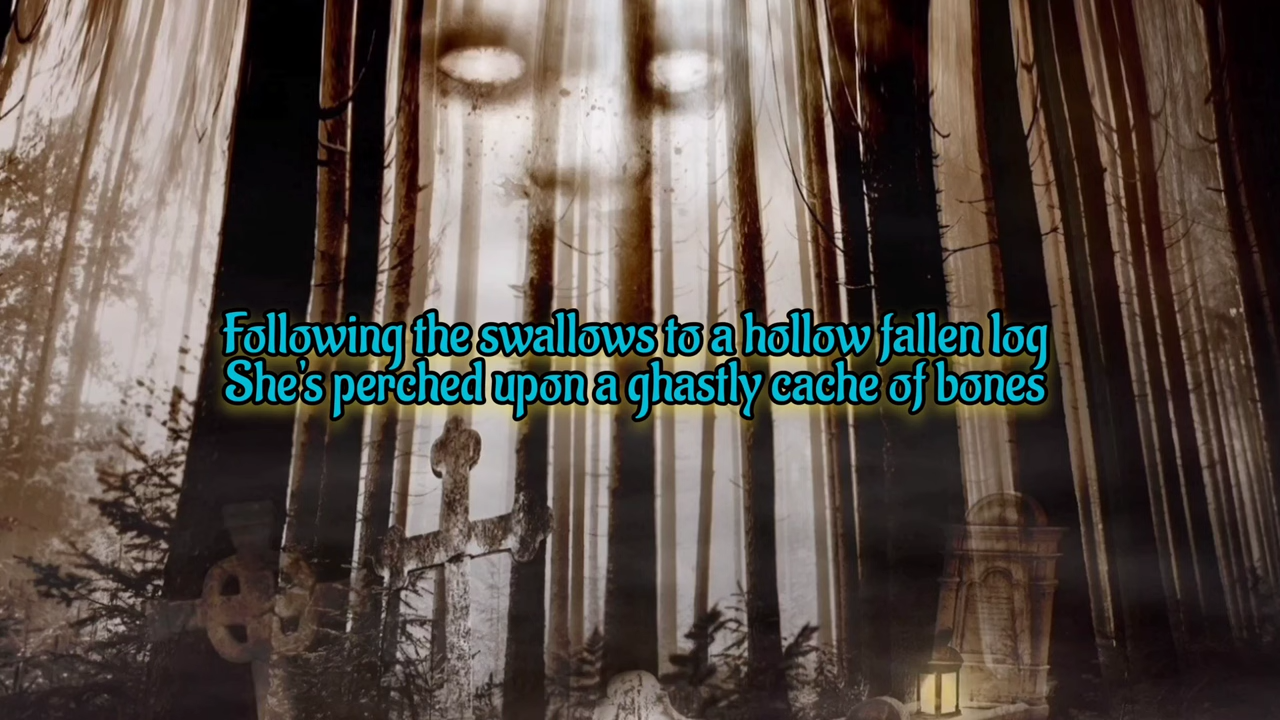 Following the swallows to a hollow fallen log
She's perched upon a ghastly cache of bones